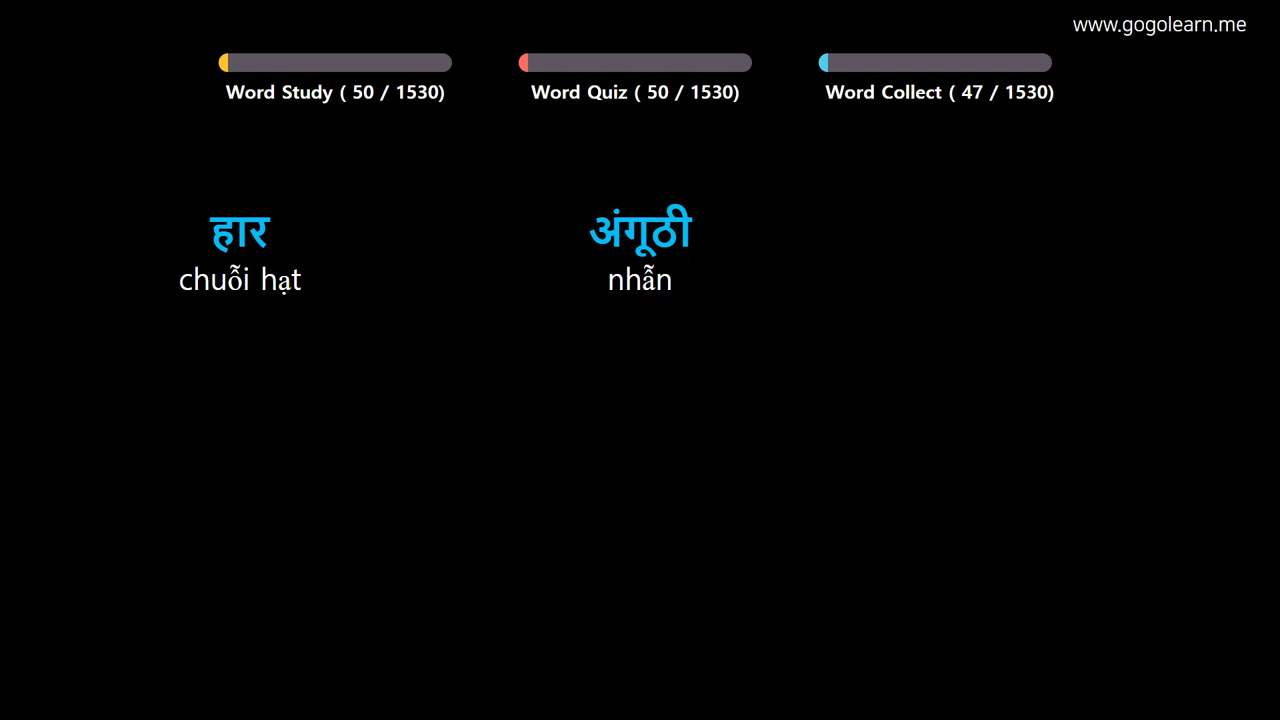 www.gogolearn.me
Word Study ( 50 / 1530)
Word Quiz ( 50 / 1530)
Word Collect ( 47 / 1530)
हार
chuỗi hạt
अंगूठी
nhẫn